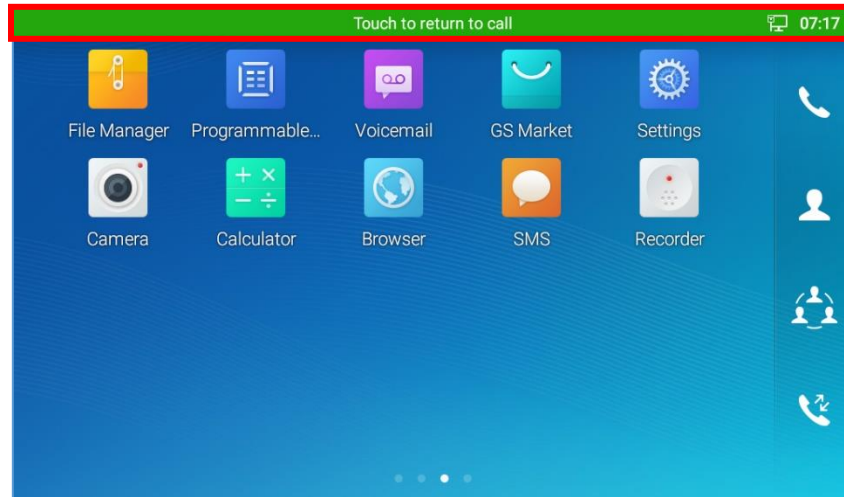 Touch to return to call 07:17
File Manager Programmable... Voicemail GS Market Settings
Camera Calculator Browser SMS Recorder